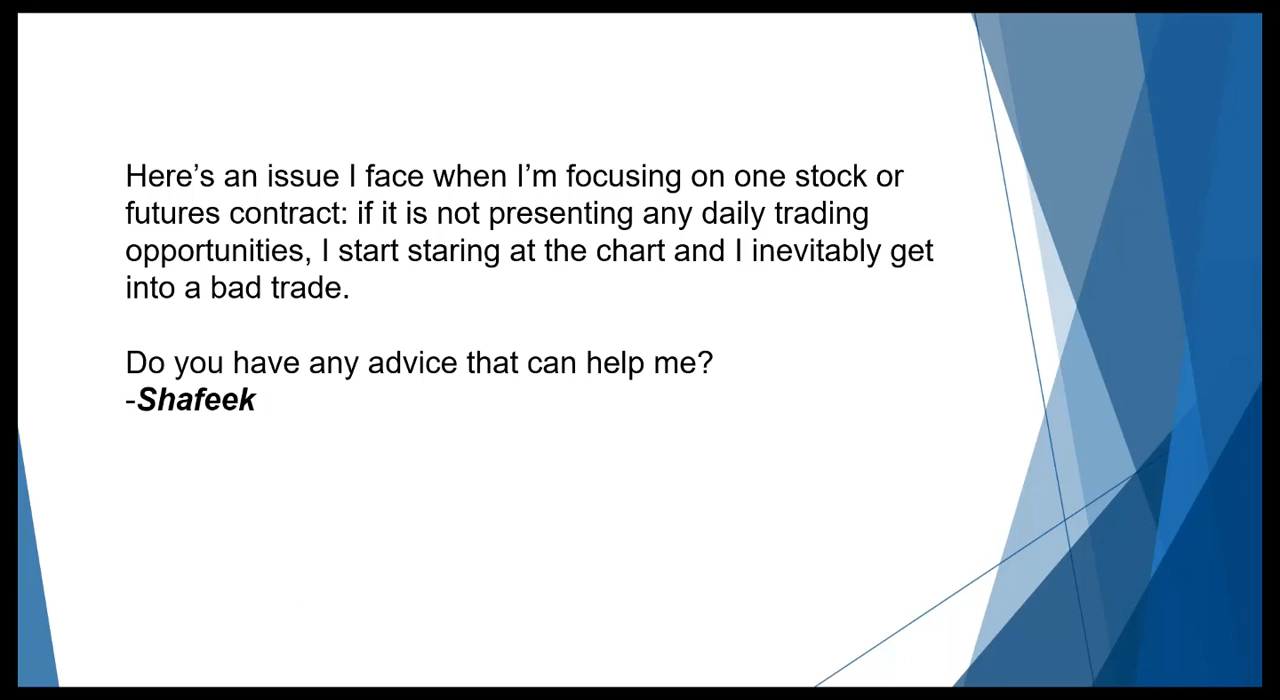 Here’s an issue I face when I’m focusing on one stock or
futures contract: if it is not presenting any daily trading
opportunities, I start staring at the chart and I inevitably get
into a bad trade.
Do you have any advice that can help me?
-Shafeek